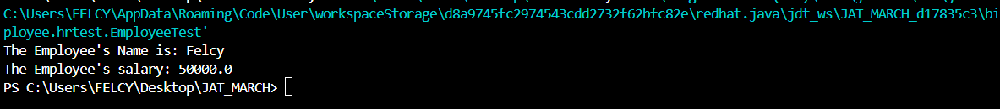 C:\Users\FELCY\AppData\Roaming\Code\User\workspaceStorage\d8a9745fc2974543cdd2732f62bfc82e\redhat.java\jdt_ws\JAT_MARCH_d17835c3\bi
ployee.hrtest.EmployeeTest'
The Employee's Name is: Felcy
The Employee's salary: 50000.0
PS C:\Users\FELCY\Desktop\JAT_MARCH>